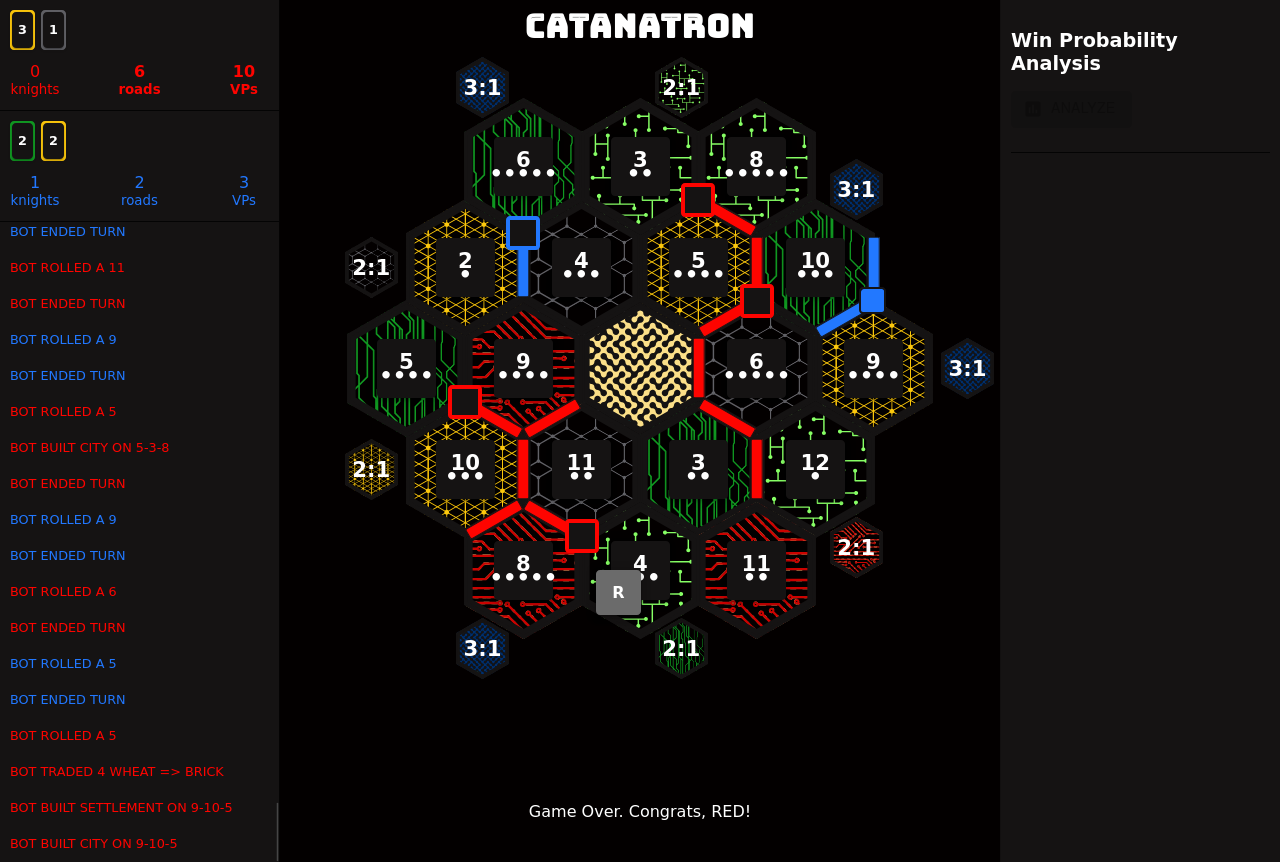 CATANATRON
3 1
0 6 10
knights roads VPs
2 2
1 2 3
knights roads VPs
BOT ENDED TURN
BOT ROLLED A 11
BOT ENDED TURN
BOT ROLLED A 9
BOT ENDED TURN
BOT ROLLED A 5
BOT BUILT CITY ON 5-3-8
BOT ENDED TURN
BOT ROLLED A 9
BOT ENDED TURN
BOT ROLLED A 6
BOT ENDED TURN
BOT ROLLED A 5
BOT ENDED TURN
BOT ROLLED A 5
BOT TRADED 4 WHEAT => BRICK
BOT BUILT SETTLEMENT ON 9-10-5
BOT BUILT CITY ON 9-10-5
3:1 2:1
6 3 8
3:1
2:1 2 4 5 10
5 9 6 9 3:1
2:1 10 11 3 12
8 4 11 2:1
R
3:1 2:1
Game Over. Congrats, RED!
Win Probability
Analysis
ANALYZE